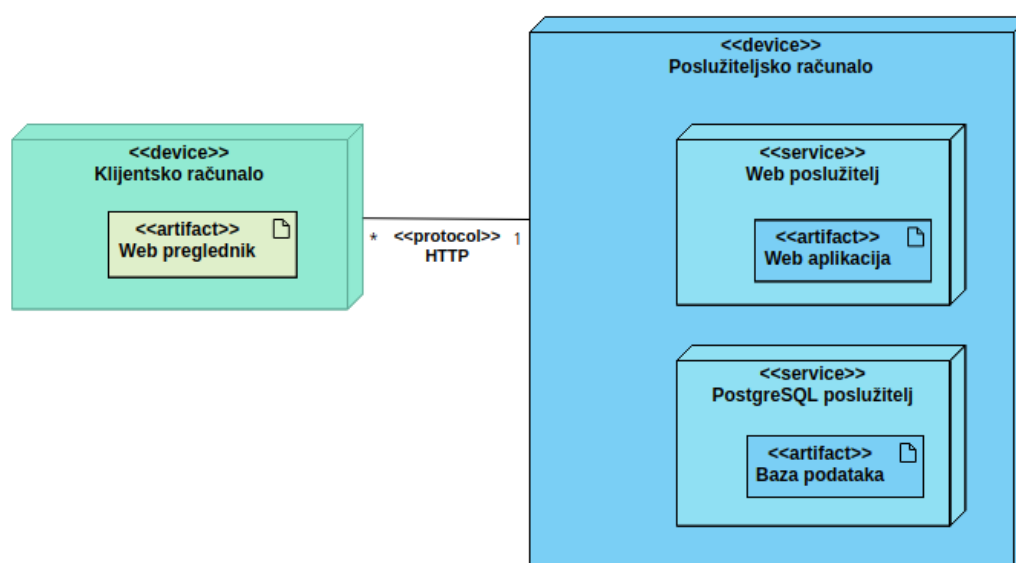 <<device>>
Poslužiteljsko računalo
<<device>>
Klijentsko računalo
<<artifact>>
Web preglednik
* <<protocol>> 1
HTTP
<<service>>
Web poslužitelj
<<artifact>>
Web aplikacija
<<service>>
PostgreSQL poslužitelj
<<artifact>>
Baza podataka